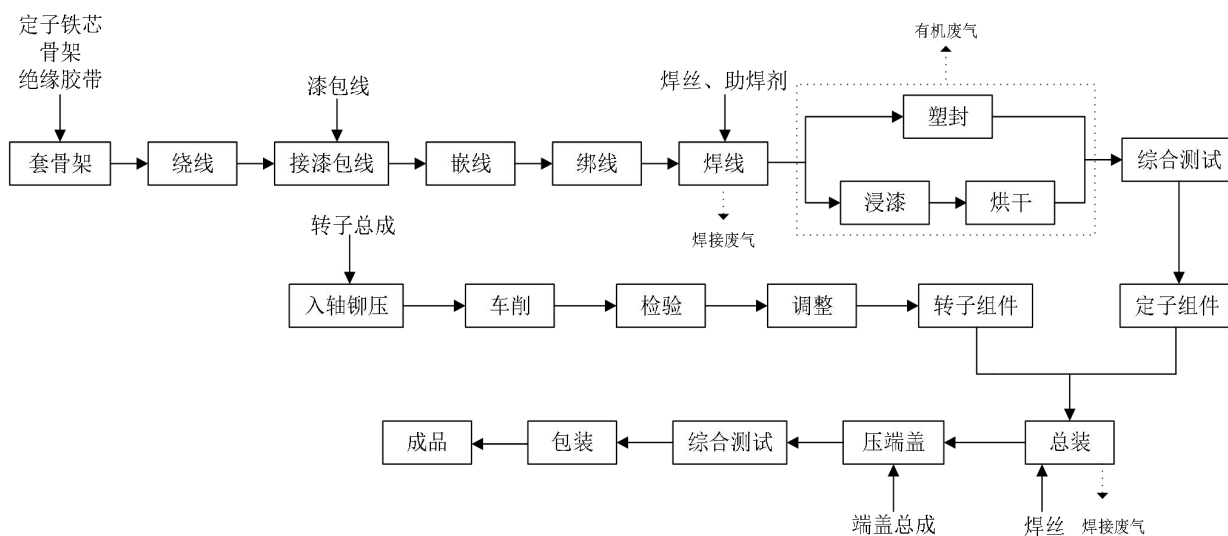 定子铁芯
骨架
绝缘胶带
漆包线
焊丝、助焊剂
有机废气
塑封
套骨架
绕线
接漆包线
嵌线
绑线
焊线
综合测试
浸漆
烘干
焊接废气
转子总成
入轴铆压
车削
检验
调整
转子组件
定子组件
成品
包装
综合测试
压端盖
总装
端盖总成
焊丝
焊接废气